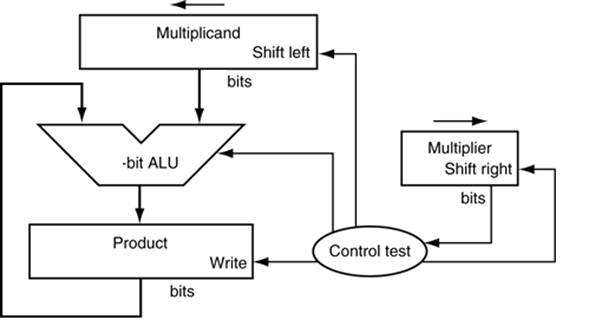 Multiplicand
Shift left
bits
-bit ALU
Multiplier
Shift right
bits
Product
Write
Control test
bits